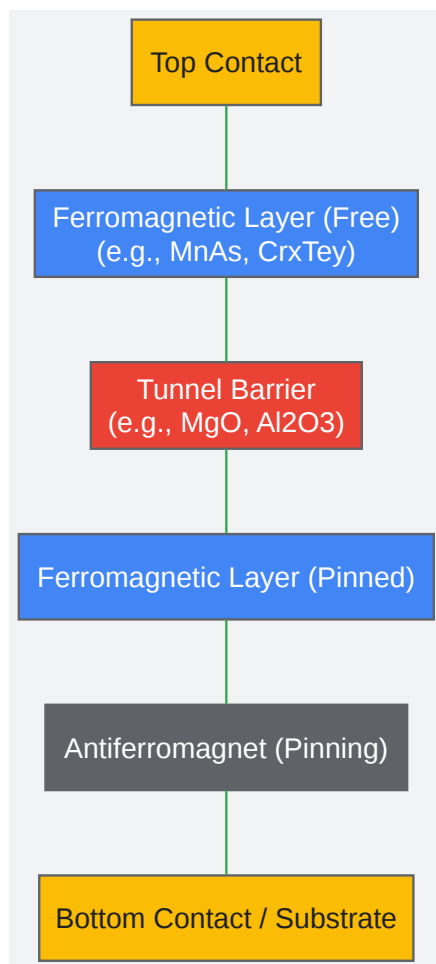 Top Contact
Ferromagnetic Layer (Free)
(e.g., MnAs, CrxTey)
Tunnel Barrier
(e.g., MgO, Al2O3)
Ferromagnetic Layer (Pinned)
Antiferromagnet (Pinning)
Bottom Contact / Substrate